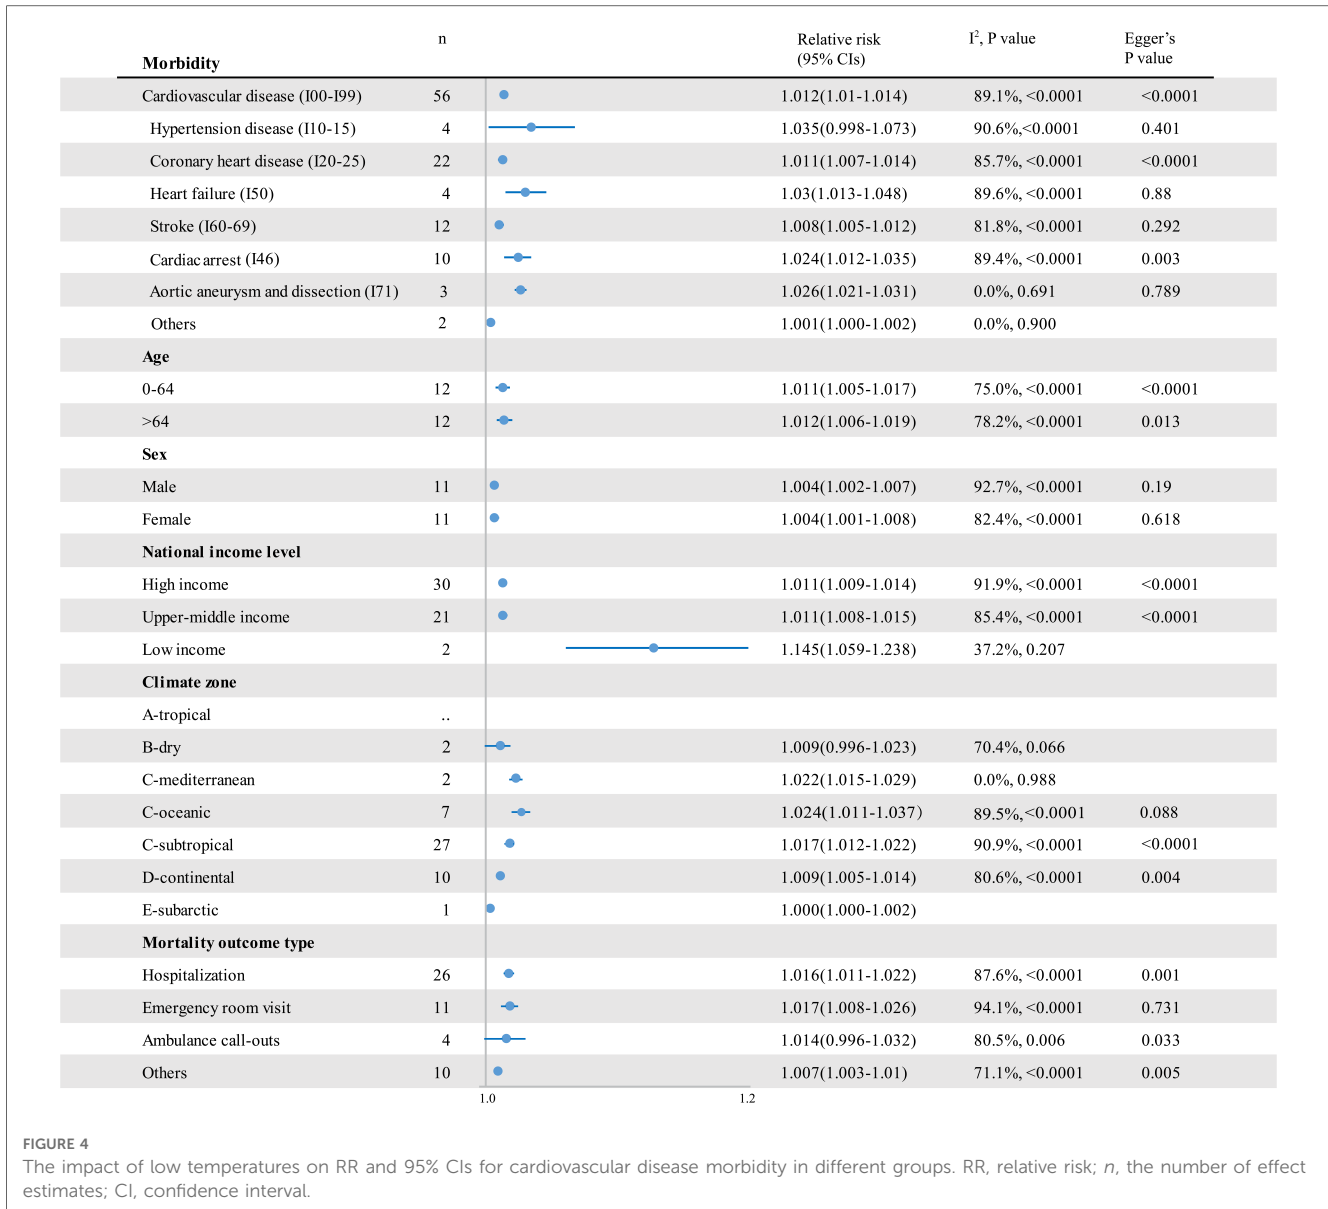 n
Relative risk
(95% CIs)
I², P value
Egger's
P value
Morbidity
Cardiovascular disease (I00-I99) 56 1.012(1.01-1.014) 89.1%, <0.0001 <0.0001
Hypertension disease (I10-15) 4 1.035(0.998-1.073) 90.6%,<0.0001 0.401
Coronary heart disease (I20-25) 22 1.011(1.007-1.014) 85.7%, <0.0001 <0.0001
Heart failure (I50) 4 1.03(1.013-1.048) 89.6%, <0.0001 0.88
Stroke (I60-69) 12 1.008(1.005-1.012) 81.8%, <0.0001 0.292
Cardiac arrest (I46) 10 1.024(1.012-1.035) 89.4%, <0.0001 0.003
Aortic aneurysm and dissection (I71) 3 1.026(1.021-1.031) 0.0%, 0.691 0.789
Others 2 1.001(1.000-1.002) 0.0%, 0.900
Age
0-64 12 1.011(1.005-1.017) 75.0%, <0.0001 <0.0001
>64 12 1.012(1.006-1.019) 78.2%, <0.0001 0.013
Sex
Male 11 1.004(1.002-1.007) 92.7%, <0.0001 0.19
Female 11 1.004(1.001-1.008) 82.4%, <0.0001 0.618
National income level
High income 30 1.011(1.009-1.014) 91.9%, <0.0001 <0.0001
Upper-middle income 21 1.011(1.008-1.015) 85.4%, <0.0001 <0.0001
Low income 2 1.145(1.059-1.238) 37.2%, 0.207
Climate zone
A-tropical ..
B-dry 2 1.009(0.996-1.023) 70.4%, 0.066
C-mediterranean 2 1.022(1.015-1.029) 0.0%, 0.988
C-oceanic 7 1.024(1.011-1.037) 89.5%,<0.0001 0.088
C-subtropical 27 1.017(1.012-1.022) 90.9%, <0.0001 <0.0001
D-continental 10 1.009(1.005-1.014) 80.6%, <0.0001 0.004
E-subarctic 1 1.000(1.000-1.002)
Mortality outcome type
Hospitalization 26 1.016(1.011-1.022) 87.6%, <0.0001 0.001
Emergency room visit 11 1.017(1.008-1.026) 94.1%, <0.0001 0.731
Ambulance call-outs 4 1.014(0.996-1.032) 80.5%, 0.006 0.033
Others 10 1.007(1.003-1.01) 71.1%, <0.0001 0.005
1.0 1.2
FIGURE 4
The impact of low temperatures on RR and 95% CIs for cardiovascular disease morbidity in different groups. RR, relative risk; n, the number of effect
estimates; CI, confidence interval.